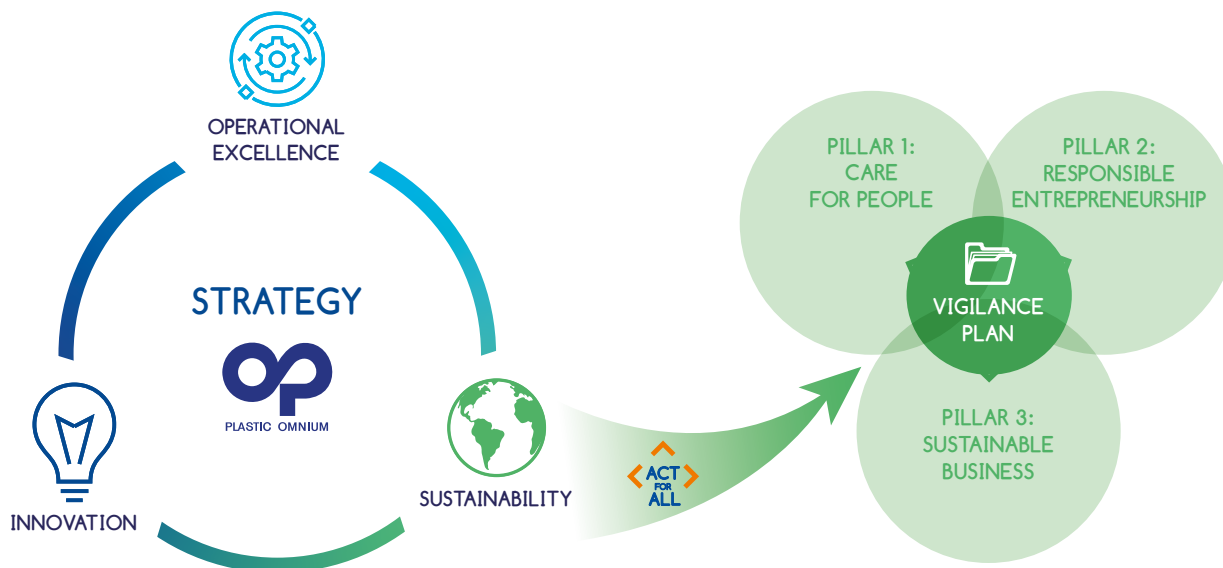 OPERATIONAL
EXCELLENCE
STRATEGY
PLASTIC OMNIUM
INNOVATION
SUSTAINABILITY
ACT
FOR
ALL
PILLAR 1:
CARE
FOR PEOPLE
PILLAR 2:
RESPONSIBLE
ENTREPRENEURSHIP
VIGILANCE
PLAN
PILLAR 3:
SUSTAINABLE
BUSINESS